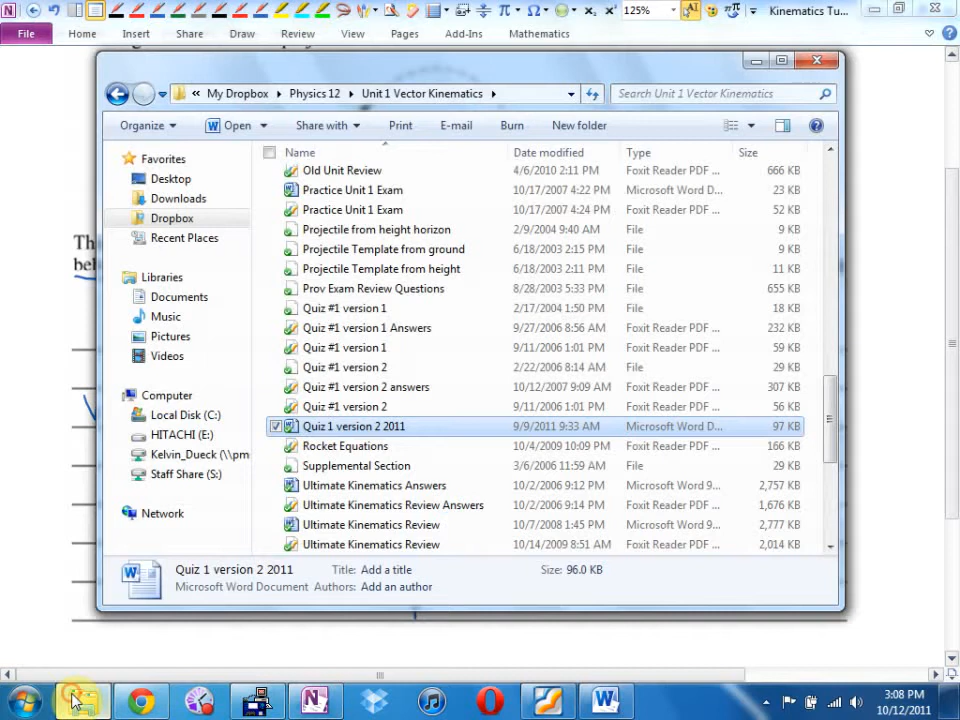 125% Kinematics Tu...
File Home Insert Share Draw Review View Pages Add-Ins Mathematics
« My Dropbox Physics 12 Unit 1 Vector Kinematics Search Unit 1 Vector Kinematics
Organize Open Share with Print E-mail Burn New folder
Name Date modified Type Size
Favorites
Desktop
Downloads
Dropbox
Recent Places
Libraries
Documents
Music
Pictures
Videos
Computer
Local Disk (C:)
HITACHI (E:)
Kelvin_Dueck (\\pm
Staff Share (S:)
Network
Old Unit Review 4/6/2010 2:11 PM Foxit Reader PDF ... 666 KB
Practice Unit 1 Exam 10/17/2007 4:22 PM Microsoft Word D... 23 KB
Practice Unit 1 Exam 10/17/2007 4:24 PM Foxit Reader PDF ... 52 KB
Projectile from height horizon 2/9/2004 9:40 AM File 9 KB
Projectile Template from ground 6/18/2003 2:15 PM File 9 KB
Projectile Template from height 6/18/2003 2:11 PM File 11 KB
Prov Exam Review Questions 8/28/2003 5:33 PM Foxit Reader PDF ... 655 KB
Quiz #1 version 1 2/17/2004 1:50 PM File 18 KB
Quiz #1 version 1 Answers 9/27/2006 8:56 AM Foxit Reader PDF ... 232 KB
Quiz #1 version 1 9/11/2006 1:01 PM Foxit Reader PDF ... 59 KB
Quiz #1 version 2 2/22/2006 8:14 AM File 29 KB
Quiz #1 version 2 answers 10/12/2007 9:09 AM Foxit Reader PDF ... 307 KB
Quiz #1 version 2 9/11/2006 1:01 PM Foxit Reader PDF ... 56 KB
Quiz 1 version 2 2011 9/9/2011 9:33 AM Microsoft Word D... 97 KB
Rocket Equations 10/4/2009 10:09 PM Foxit Reader PDF ... 166 KB
Supplemental Section 3/6/2006 11:59 AM File 29 KB
Ultimate Kinematics Answers 10/2/2006 9:12 PM Microsoft Word 9... 2,757 KB
Ultimate Kinematics Review Answers 10/2/2006 9:14 PM Foxit Reader PDF ... 1,676 KB
Ultimate Kinematics Review 10/7/2008 1:45 PM Microsoft Word 9... 2,777 KB
Ultimate Kinematics Review 10/14/2009 8:51 AM Foxit Reader PDF ... 2,014 KB
Th
bel
Quiz 1 version 2 2011 Title: Add a title Size: 96.0 KB
Microsoft Word Document Authors: Add an author
3:08 PM
10/12/2011